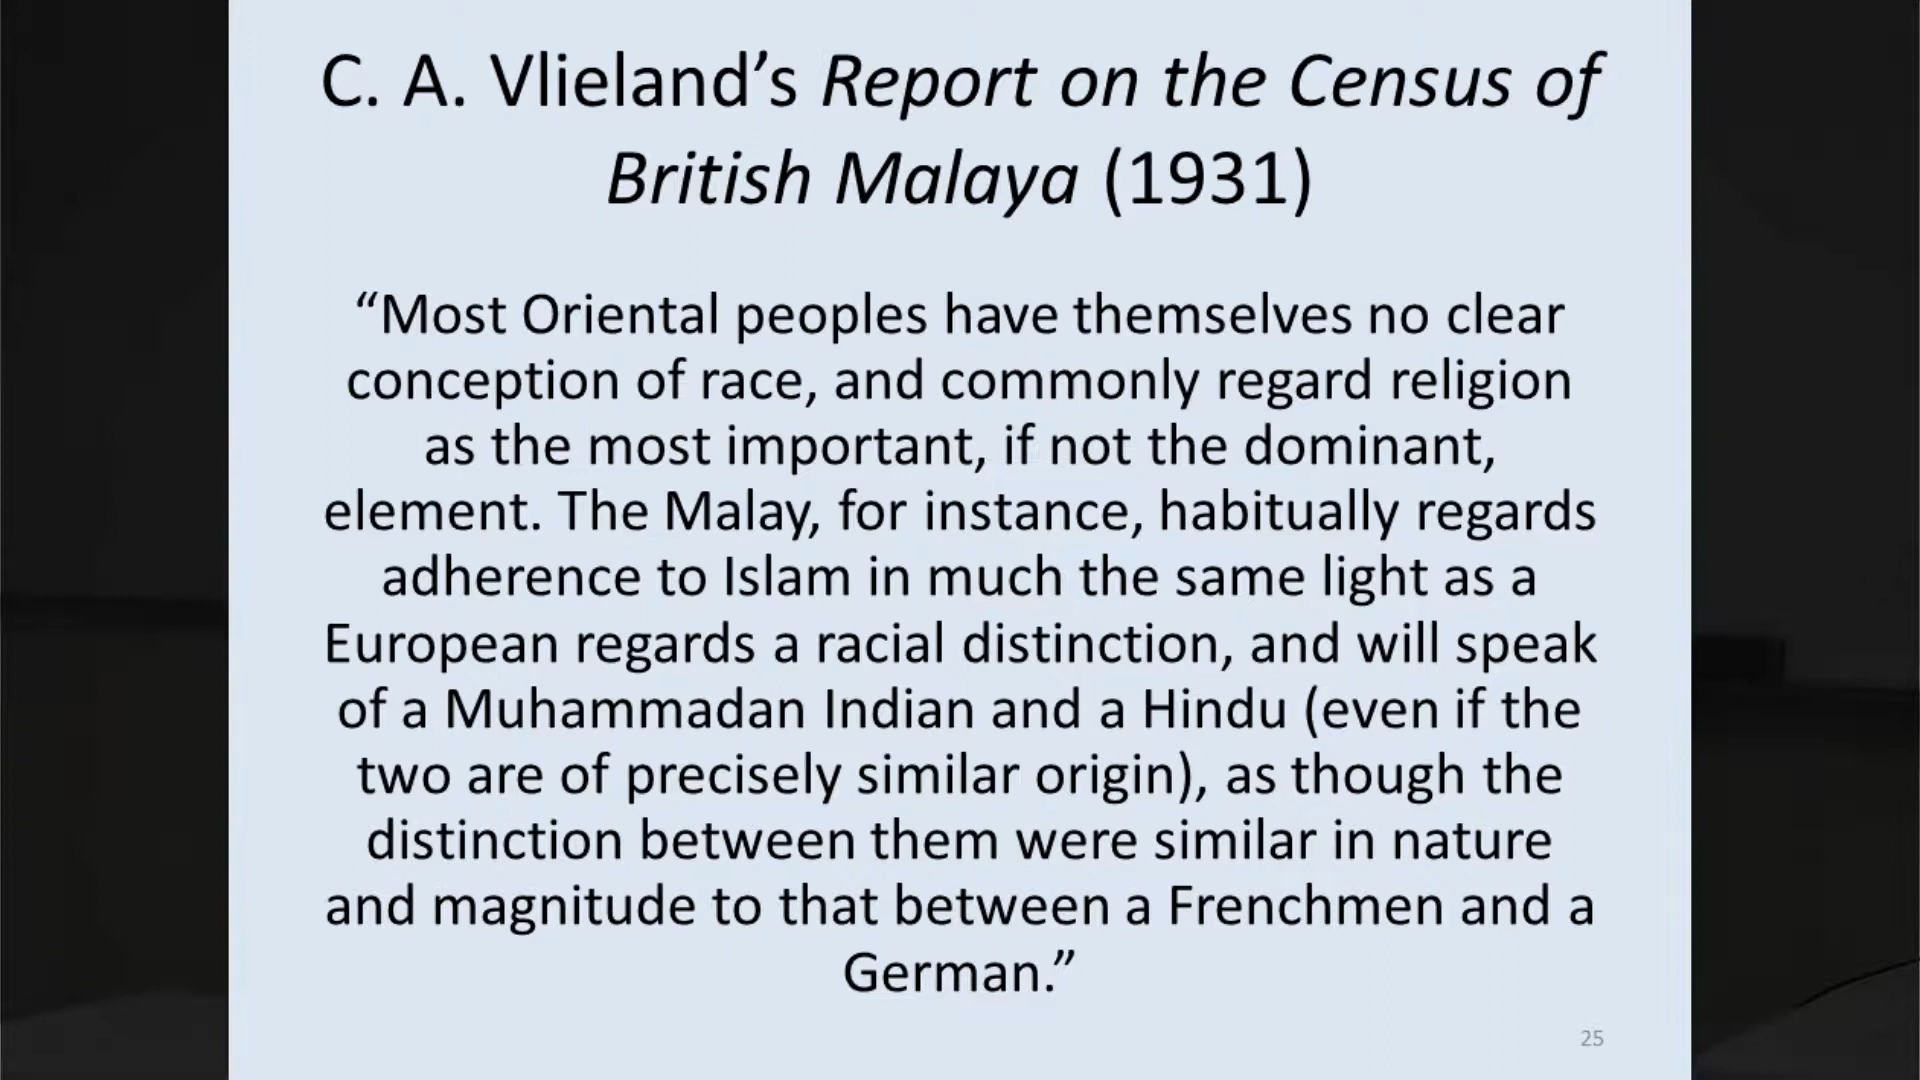 C. A. Vlieland’s Report on the Census of
British Malaya (1931)
“Most Oriental peoples have themselves no clear
conception of race, and commonly regard religion
as the most important, if not the dominant,
element. The Malay, for instance, habitually regards
adherence to Islam in much the same light as a
European regards a racial distinction, and will speak
of a Muhammadan Indian and a Hindu (even if the
two are of precisely similar origin), as though the
distinction between them were similar in nature
and magnitude to that between a Frenchmen and a
German.”
25